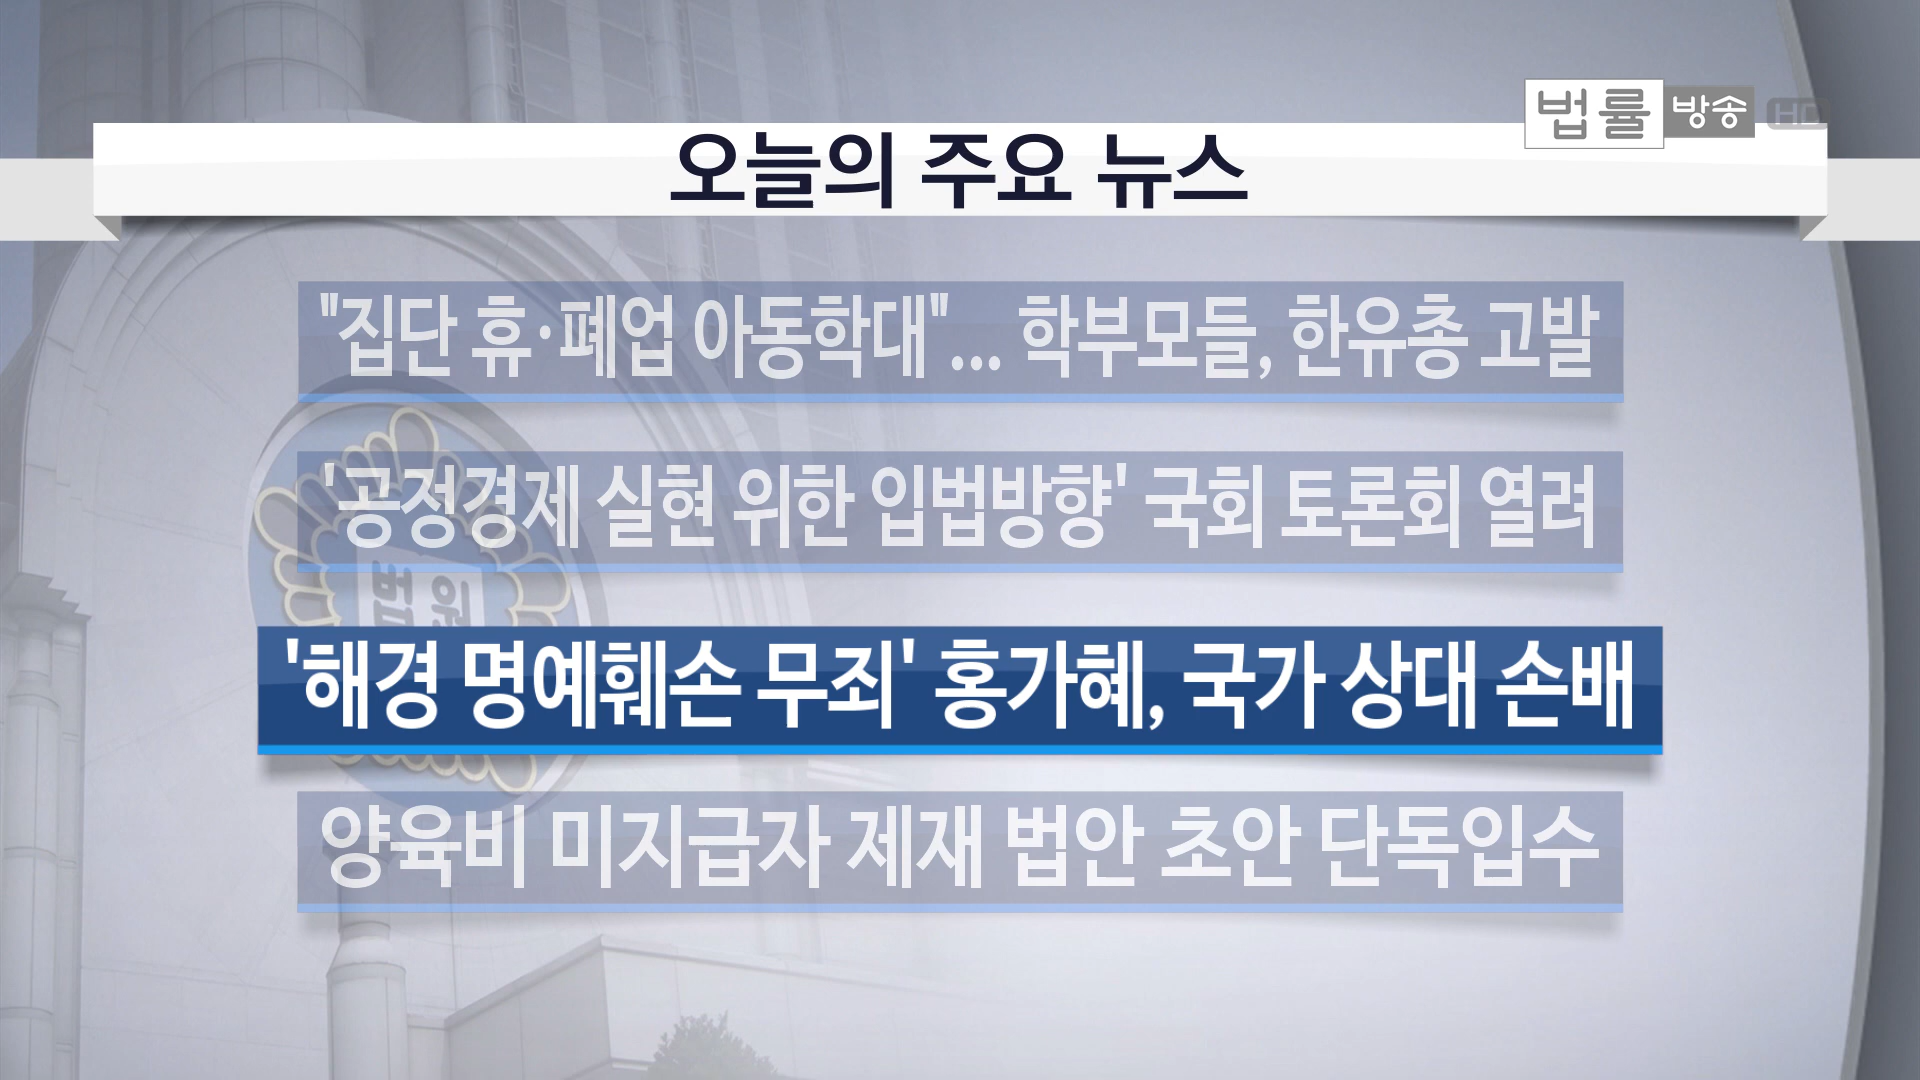 법률방송 HD
오늘의 주요 뉴스
"집단 휴·폐업 아동학대"... 학부모들, 한유총 고발
'공정경제 실현 위한 입법방향' 국회 토론회 열려
'해경 명예훼손 무죄' 홍가혜, 국가 상대 손배
양육비 미지급자 제재 법안 초안 단독입수